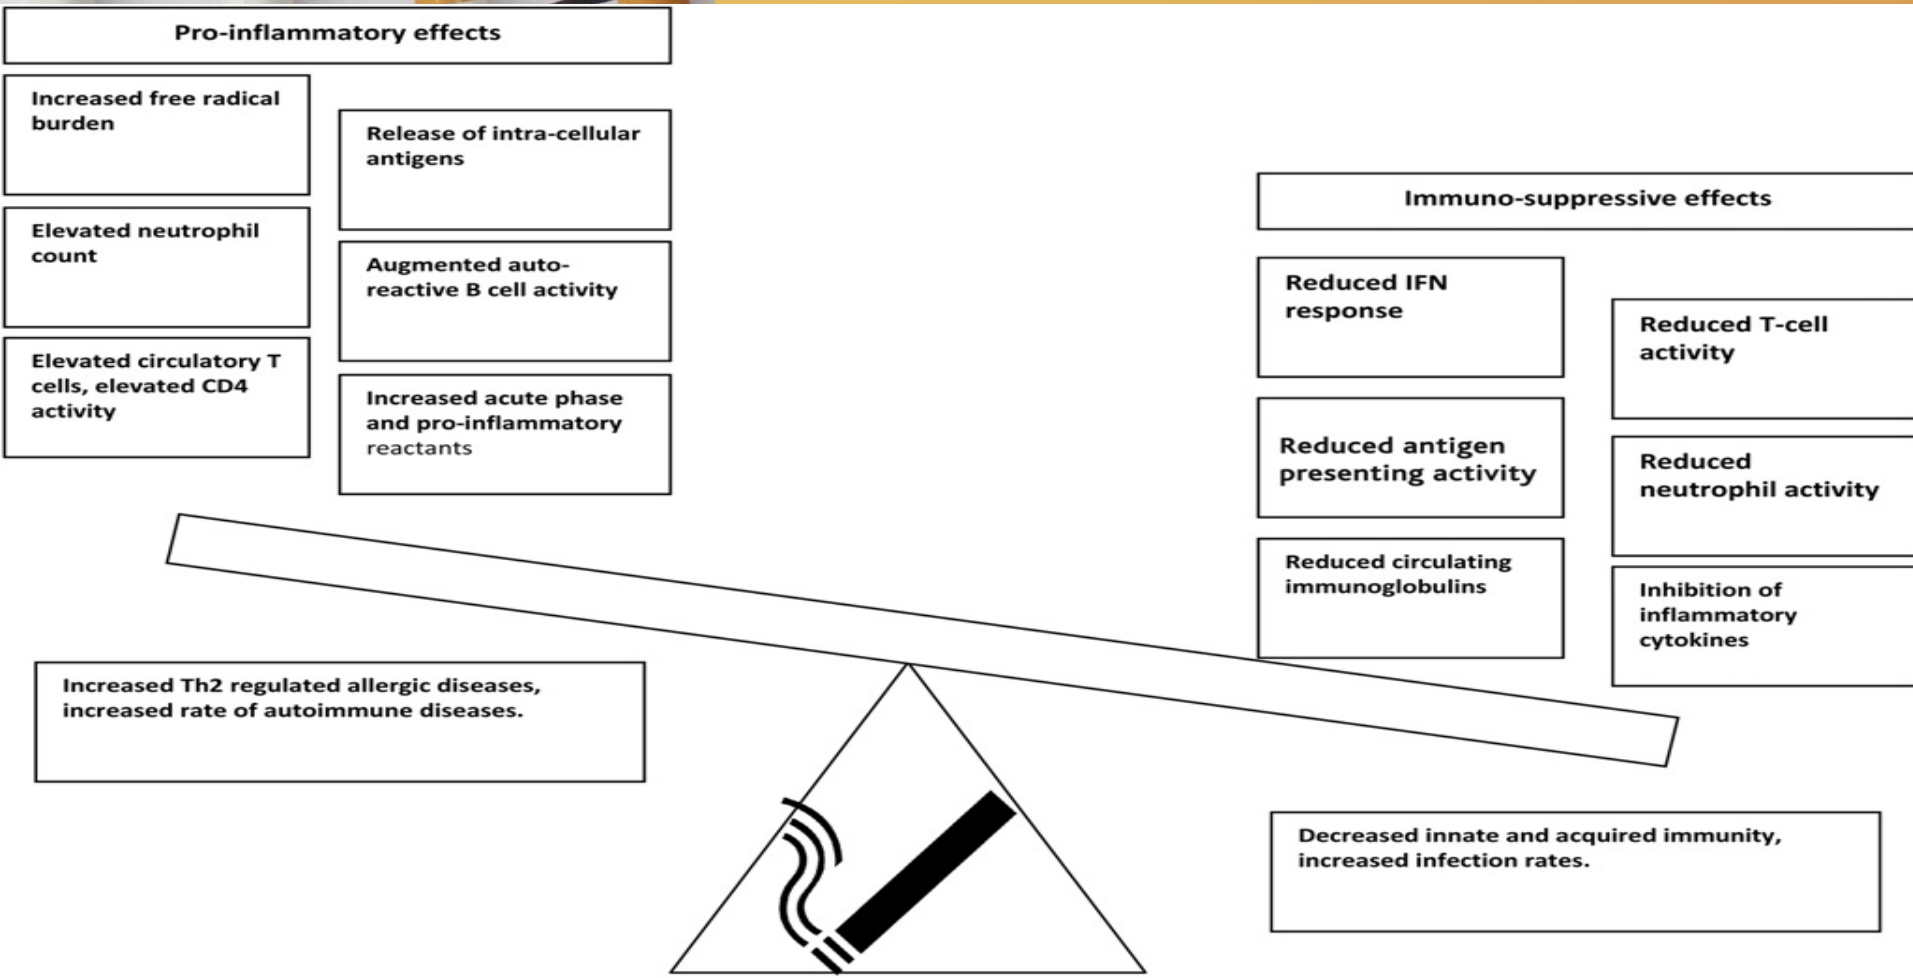 Pro-inflammatory effects
Increased free radical
burden
Elevated neutrophil
count
Elevated circulatory T
cells, elevated CD4
activity
Release of intra-cellular
antigens
Augmented auto-
reactive B cell activity
Increased acute phase
and pro-inflammatory
reactants
Immuno-suppressive effects
Reduced IFN
response
Reduced antigen
presenting activity
Reduced circulating
immunoglobulins
Reduced T-cell
activity
Reduced
neutrophil activity
Inhibition of
inflammatory
cytokines
Increased Th2 regulated allergic diseases,
increased rate of autoimmune diseases.
Decreased innate and acquired immunity,
increased infection rates.